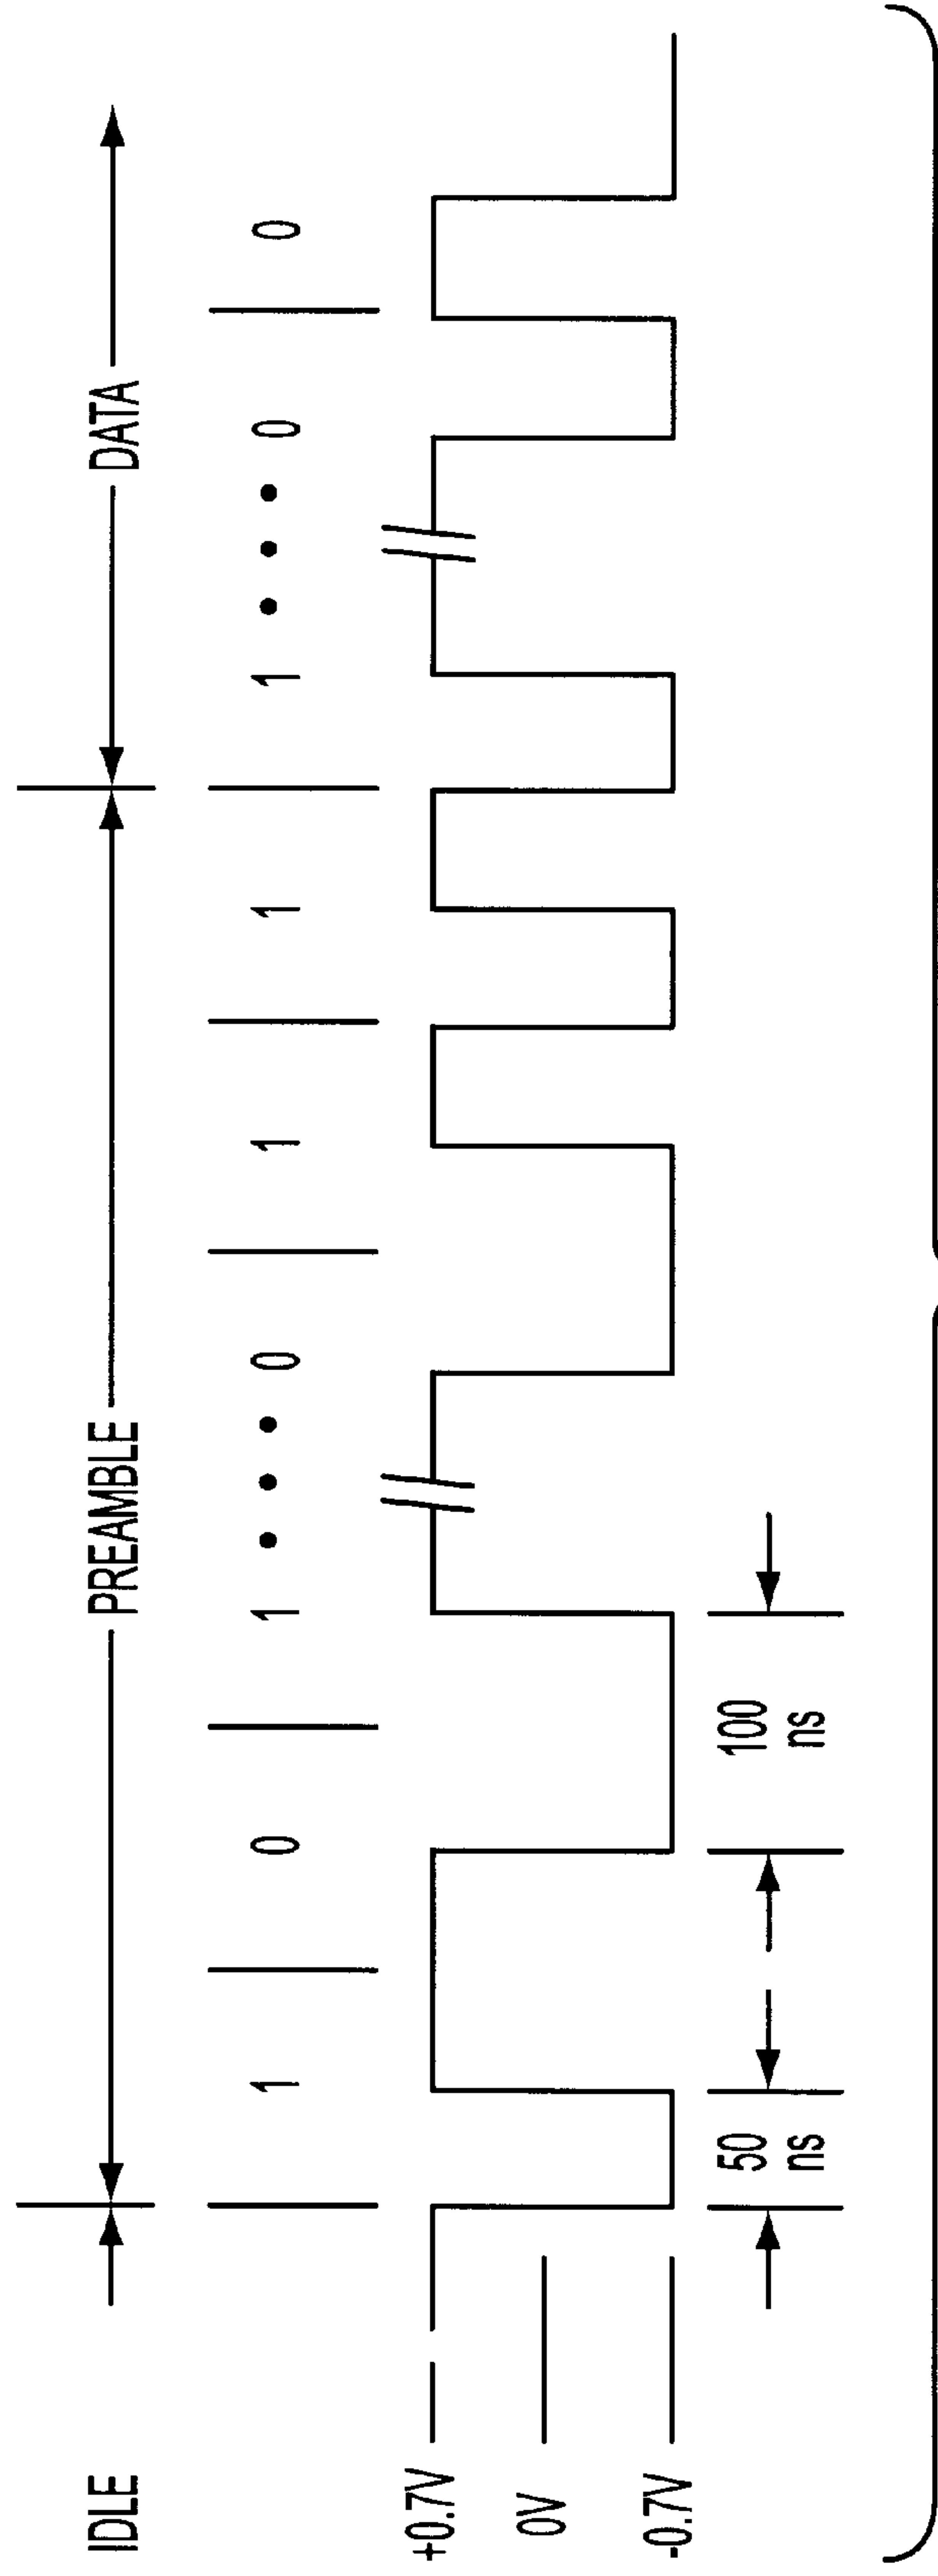 IDLE PREAMBLE DATA
1 0 1 • • • 0 1 1 1 • • • 0 0
+0.7V
0V
-0.7V
50 ns
100 ns